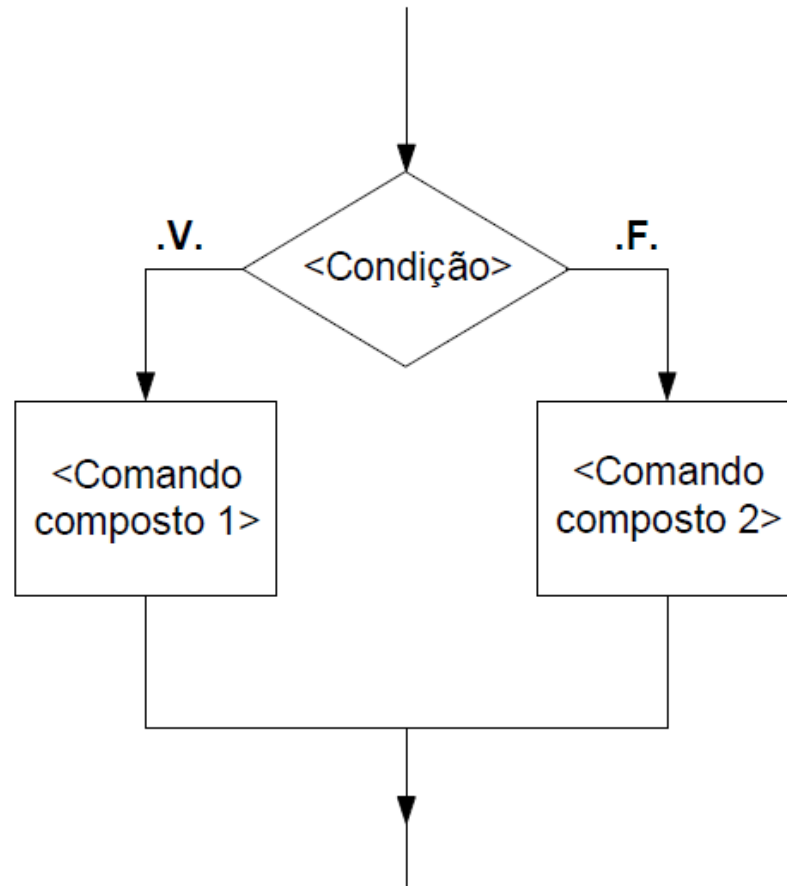 .V.
.F.
<Condição>
<Comando
composto 1>
<Comando
composto 2>